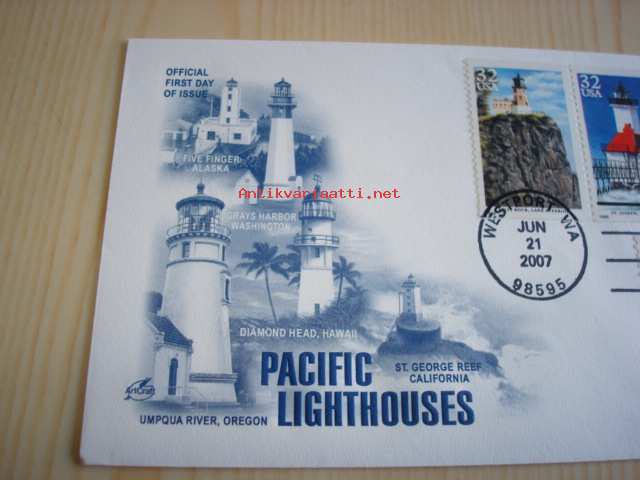 OFFICIAL
FIRST DAY
OF ISSUE
FIVE FINGER
ALASKA
Antikvariaatti.net
GRAYS HARBOR
WASHINGTON
DIAMOND HEAD, HAWAII
ST. GEORGE REEF
CALIFORNIA
PACIFIC
LIGHTHOUSES
ArtCraft
UMPQUA RIVER, OREGON
32
USA
32
USA
WESTPORT WA
JUN
21
2007
98595